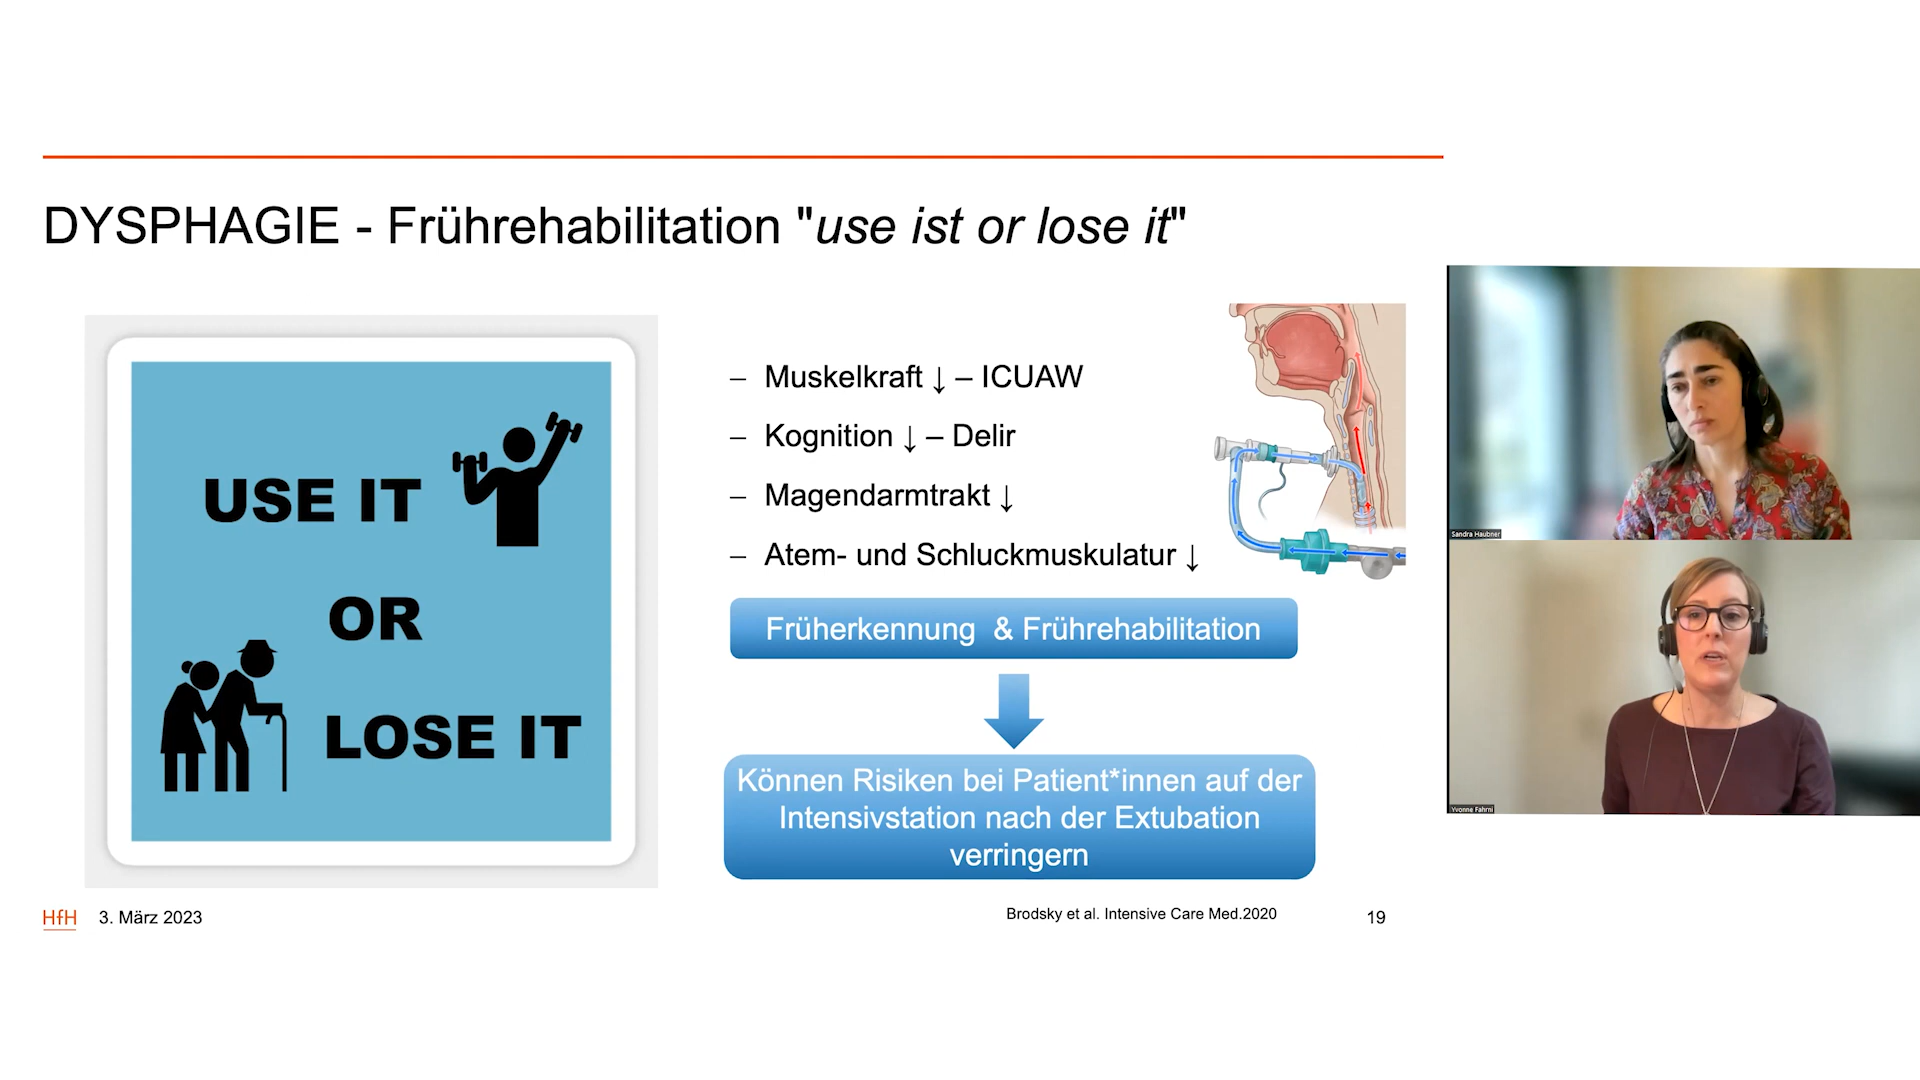 DYSPHAGIE - Frührehabilitation "use ist or lose it"
USE IT
OR
LOSE IT
– Muskelkraft ↓ – ICUAW
– Kognition ↓ – Delir
– Magendarmtrakt ↓
– Atem- und Schluckmuskulatur ↓
Früherkennung & Frührehabilitation
Können Risiken bei Patient*innen auf der
Intensivstation nach der Extubation
verringern
Sandra Haubner
Yvonne Fahrni
HfH 3. März 2023
Brodsky et al. Intensive Care Med.2020
19